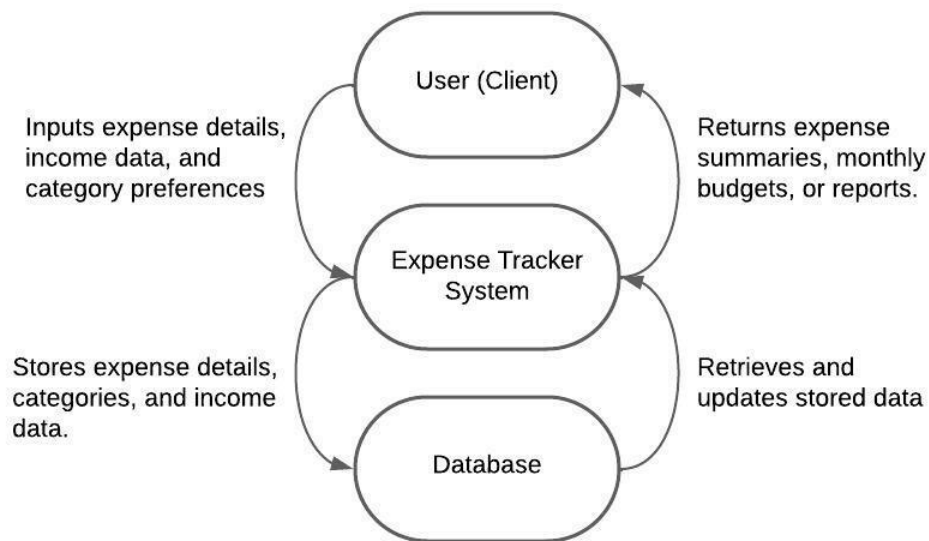 User (Client)
Inputs expense details,
income data, and
category preferences
Returns expense
summaries, monthly
budgets, or reports.
Expense Tracker
System
Stores expense details,
categories, and income
data.
Retrieves and
updates stored data
Database